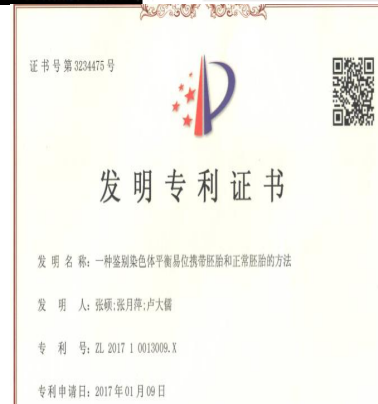 证书号第3234475号
发明专利证书
发明名称：一种鉴别染色体平衡易位携带胚胎和正常胚胎的方法
发明人：张硕;张月萍;卢大儒
专利号：ZL 2017 1 0013009.X
专利申请日：2017年01月09日